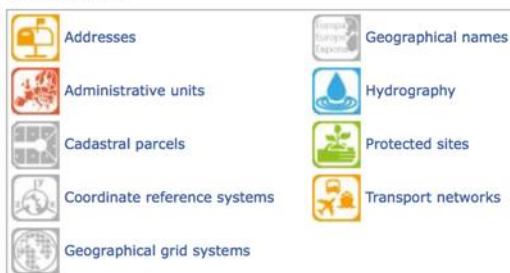 Addresses
Administrative units
Cadastral parcels
Coordinate reference systems
Geographical grid systems
Geographical names
Hydrography
Protected sites
Transport networks